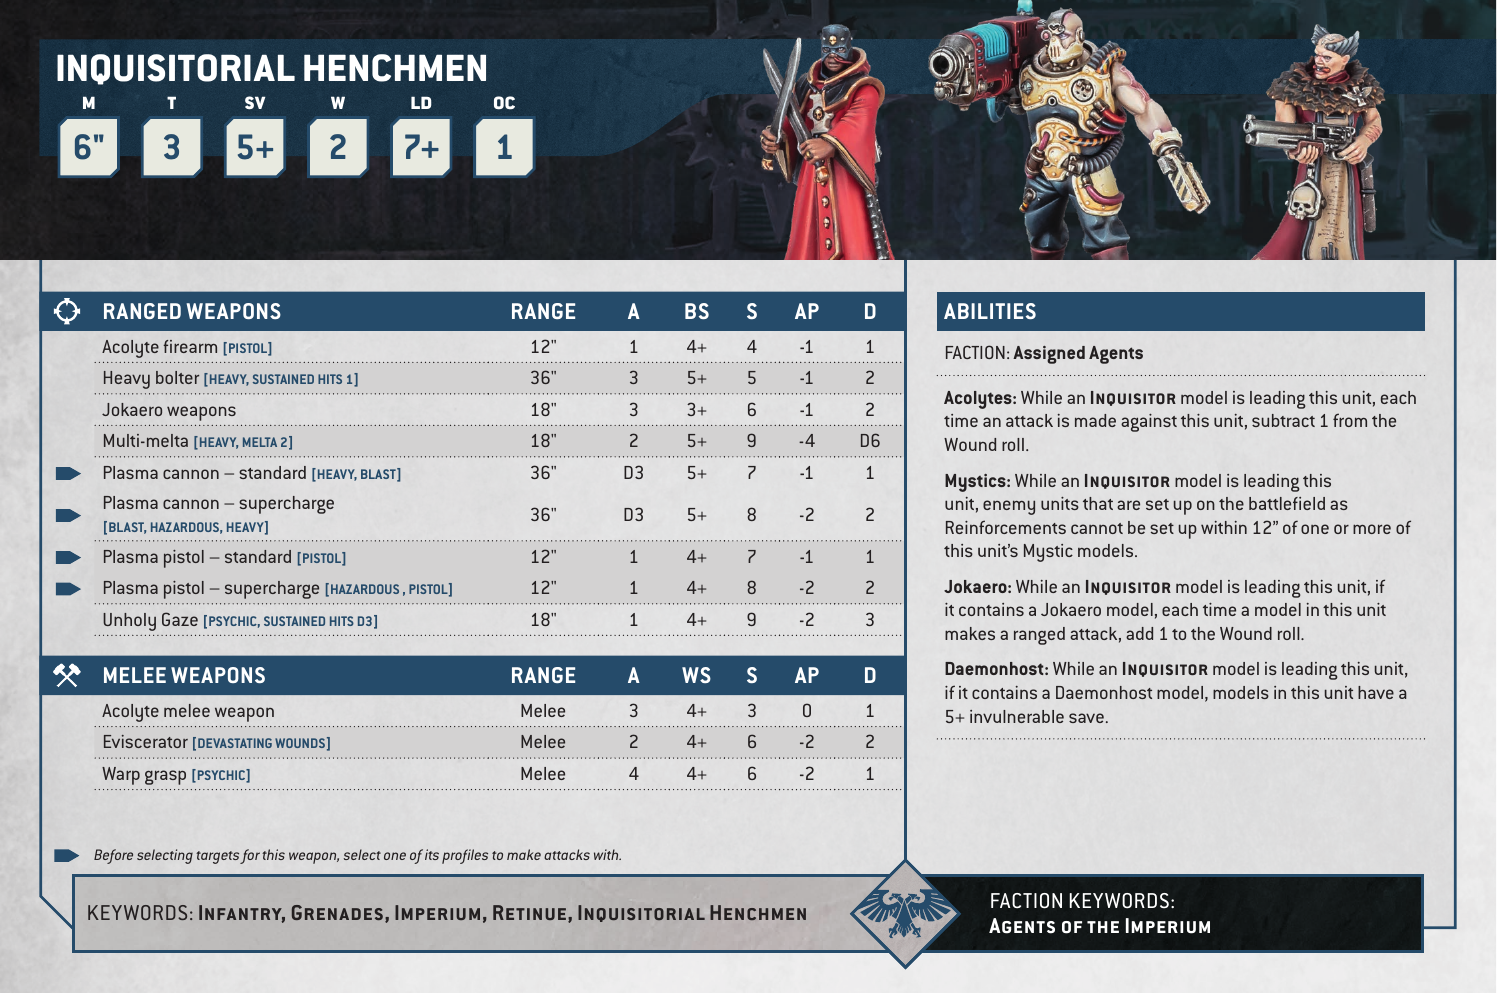 INQUISITORIAL HENCHMEN
M T SV W LD OC
6" 3 5+ 2 7+ 1
RANGED WEAPONS RANGE A BS S AP D
Acolyte firearm [PISTOL] 12" 1 4+ 4 -1 1
Heavy bolter [HEAVY, SUSTAINED HITS 1] 36" 3 5+ 5 -1 2
Jokaero weapons 18" 3 3+ 6 -1 2
Multi-melta [HEAVY, MELTA 2] 18" 2 5+ 9 -4 D6
Plasma cannon – standard [HEAVY, BLAST] 36" D3 5+ 7 -1 1
Plasma cannon – supercharge
[BLAST, HAZARDOUS, HEAVY] 36" D3 5+ 8 -2 2
Plasma pistol – standard [PISTOL] 12" 1 4+ 7 -1 1
Plasma pistol – supercharge [HAZARDOUS , PISTOL] 12" 1 4+ 8 -2 2
Unholy Gaze [PSYCHIC, SUSTAINED HITS D3] 18" 1 4+ 9 -2 3
MELEE WEAPONS RANGE A WS S AP D
Acolyte melee weapon Melee 3 4+ 3 0 1
Eviscerator [DEVASTATING WOUNDS] Melee 2 4+ 6 -2 2
Warp grasp [PSYCHIC] Melee 4 4+ 6 -2 1
Before selecting targets for this weapon, select one of its profiles to make attacks with.
ABILITIES
FACTION: Assigned Agents
Acolytes: While an INQUISITOR model is leading this unit, each
time an attack is made against this unit, subtract 1 from the
Wound roll.
Mystics: While an INQUISITOR model is leading this
unit, enemy units that are set up on the battlefield as
Reinforcements cannot be set up within 12” of one or more of
this unit’s Mystic models.
Jokaero: While an INQUISITOR model is leading this unit, if
it contains a Jokaero model, each time a model in this unit
makes a ranged attack, add 1 to the Wound roll.
Daemonhost: While an INQUISITOR model is leading this unit,
if it contains a Daemonhost model, models in this unit have a
5+ invulnerable save.
KEYWORDS: INFANTRY, GRENADES, IMPERIUM, RETINUE, INQUISITORIAL HENCHMEN
FACTION KEYWORDS:
AGENTS OF THE IMPERIUM